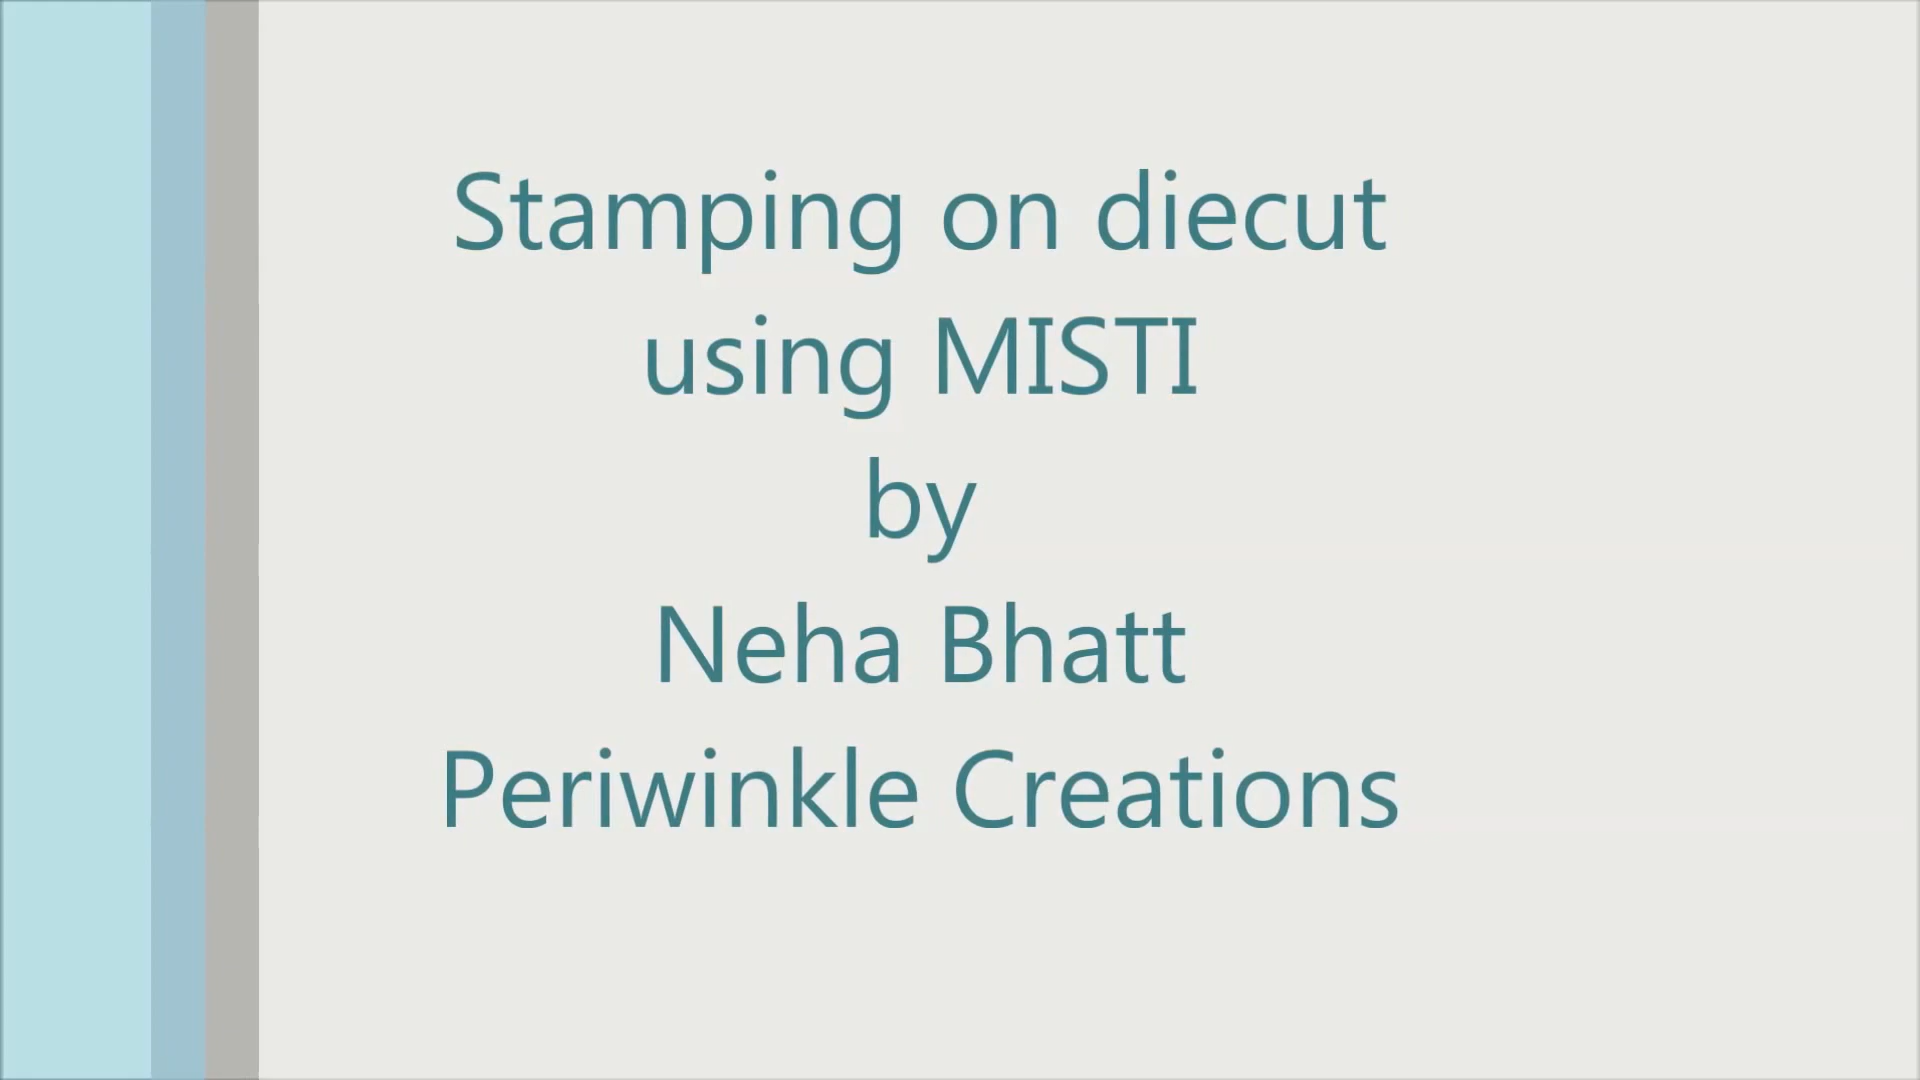 Stamping on diecut
using MISTI
by
Neha Bhatt
Periwinkle Creations